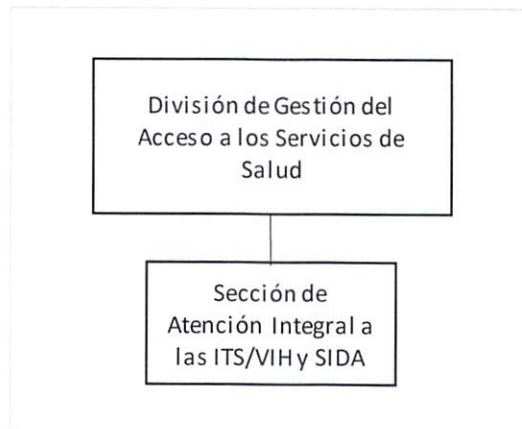 División de Gestión del
Acceso a los Servicios de
Salud
Sección de
Atención Integral a
las ITS/VIH y SIDA